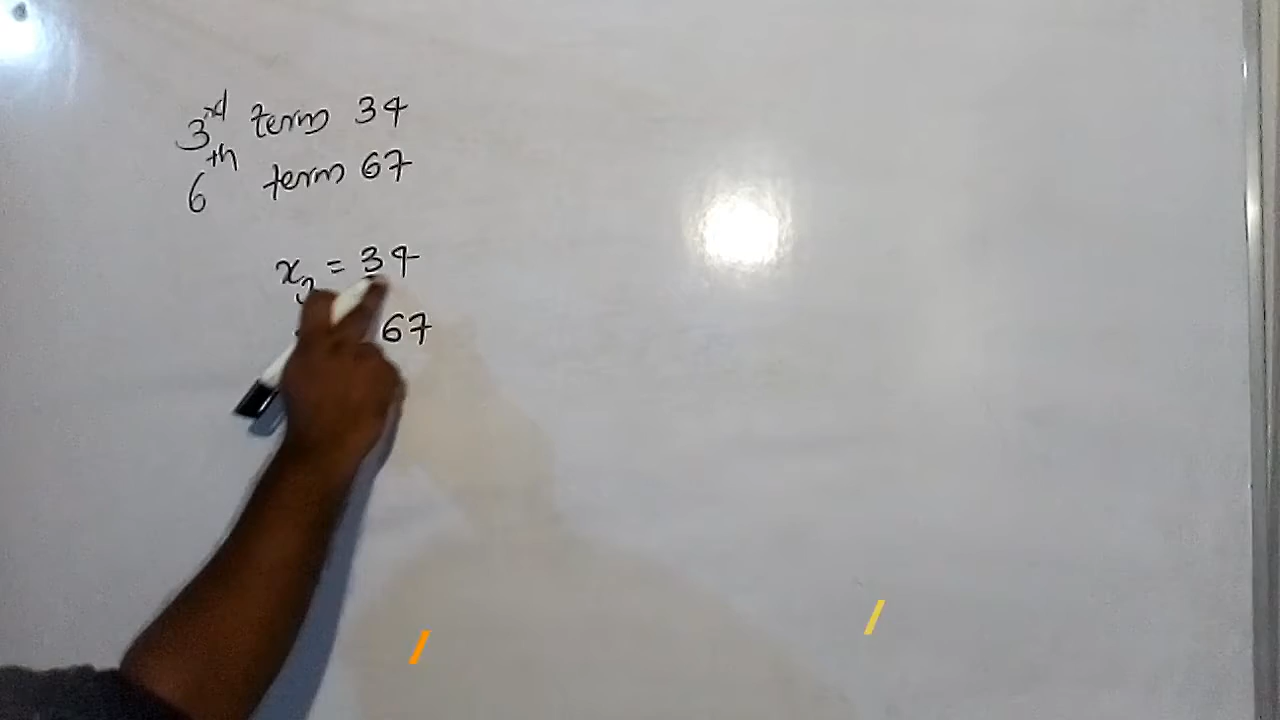 3rd term 34
6th term 67
x3 = 34
67